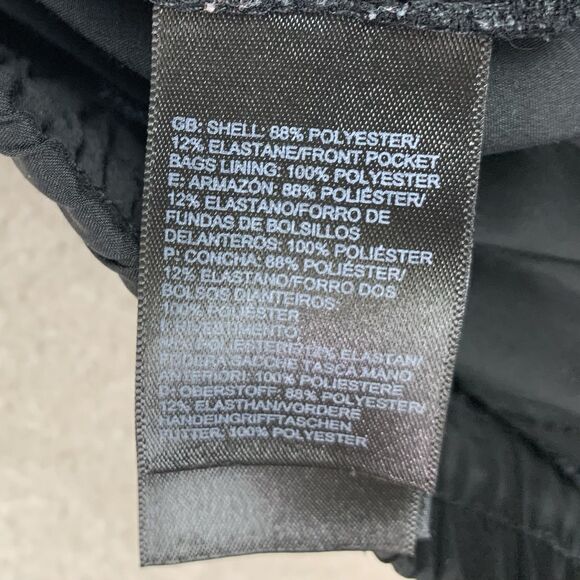 GB: SHELL: 88% POLYESTER/
12% ELASTANE/FRONT POCKET
BAGS LINING: 100% POLYESTER
E: ARMAZON: 88% POLIÉSTER/
12% ELASTANO/FORRO DE
FUNDAS DE BOLSILLOS
DELANTEROS: 100% POLIÉSTER
P: CONCHA: 88% POLIÉSTER/
12% ELASTANO/FORRO DOS
BOLSOS DIANTEIROS:
100% POLIÉSTER
I: RIVESTIMENTO
12% ELASTAN/
TASCA MANO
100% POLIESTERE
D: OBERSTOFF: 88% POLYESTER/
12% ELASTHAN/VORDERE
HANDEINGRIFFTASCHEN
FUTTER: 100% POLYESTER